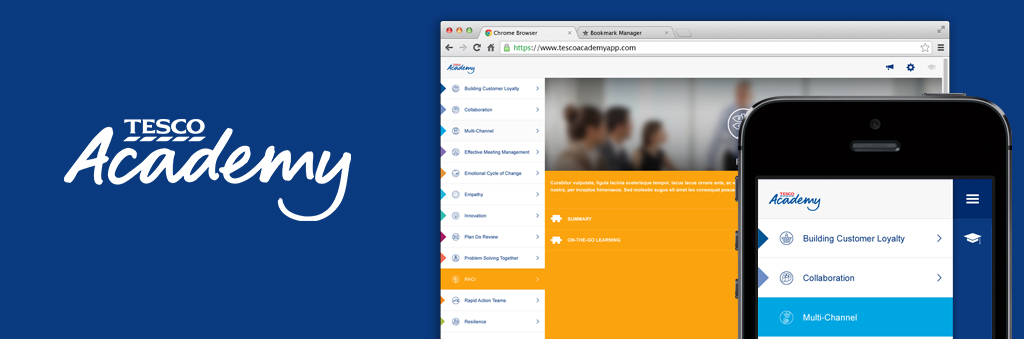 TESCO
Academy
Chrome Browser
Bookmark Manager
https://www.tescoacademyapp.com
TESCO
Academy
Building Customer Loyalty
Collaboration
Multi-Channel
Effective Meeting Management
Emotional Cycle of Change
Empathy
Innovation
Plan Do Review
Problem Solving Together
RACI
Rapid Action Teams
Resilience
Curabitur vulputate, ligula lacinia scelerisque tempor, lacus lacus ornare ante, ac
nostra, per inceptos himenaeos. Sed molestie augue sit amet leo consequat posue
SUMMARY
ON-THE-GO LEARNING
TESCO
Academy
Building Customer Loyalty
Collaboration
Multi-Channel